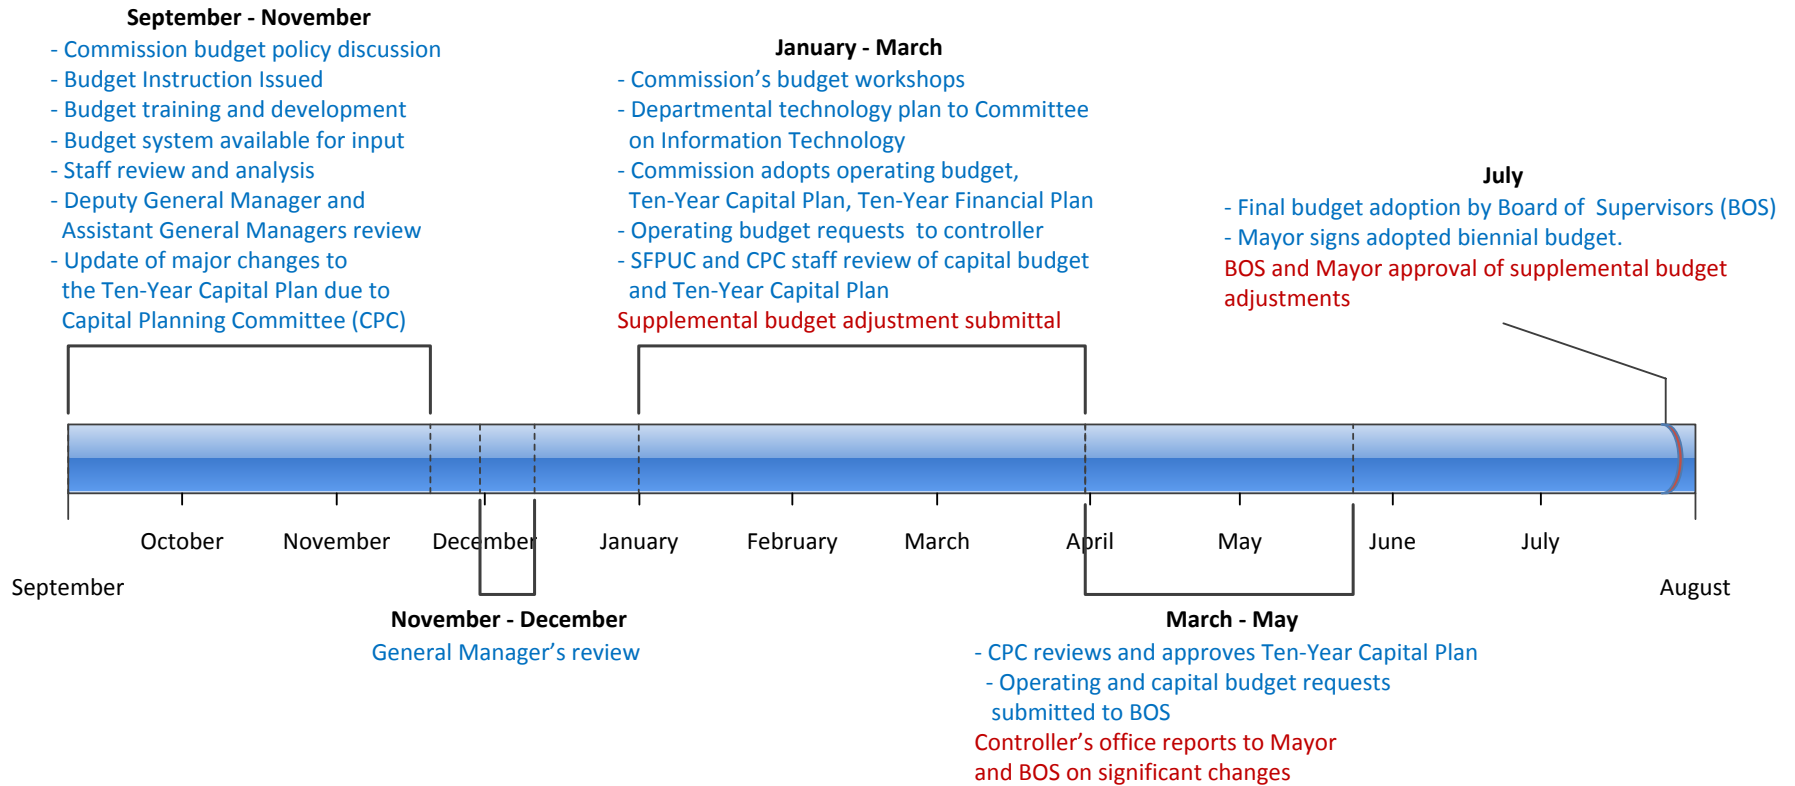 September - November
- Commission budget policy discussion
- Budget Instruction Issued
- Budget training and development
- Budget system available for input
- Staff review and analysis
- Deputy General Manager and
Assistant General Managers review
- Update of major changes to
the Ten-Year Capital Plan due to
Capital Planning Committee (CPC)
January - March
- Commission’s budget workshops
- Departmental technology plan to Committee
on Information Technology
- Commission adopts operating budget,
Ten-Year Capital Plan, Ten-Year Financial Plan
- Operating budget requests to controller
- SFPUC and CPC staff review of capital budget
and Ten-Year Capital Plan
Supplemental budget adjustment submittal
July
- Final budget adoption by Board of Supervisors (BOS)
- Mayor signs adopted biennial budget.
BOS and Mayor approval of supplemental budget
adjustments
October November December January February March April May June July
September August
November - December
General Manager’s review
March - May
- CPC reviews and approves Ten-Year Capital Plan
- Operating and capital budget requests
submitted to BOS
Controller’s office reports to Mayor
and BOS on significant changes